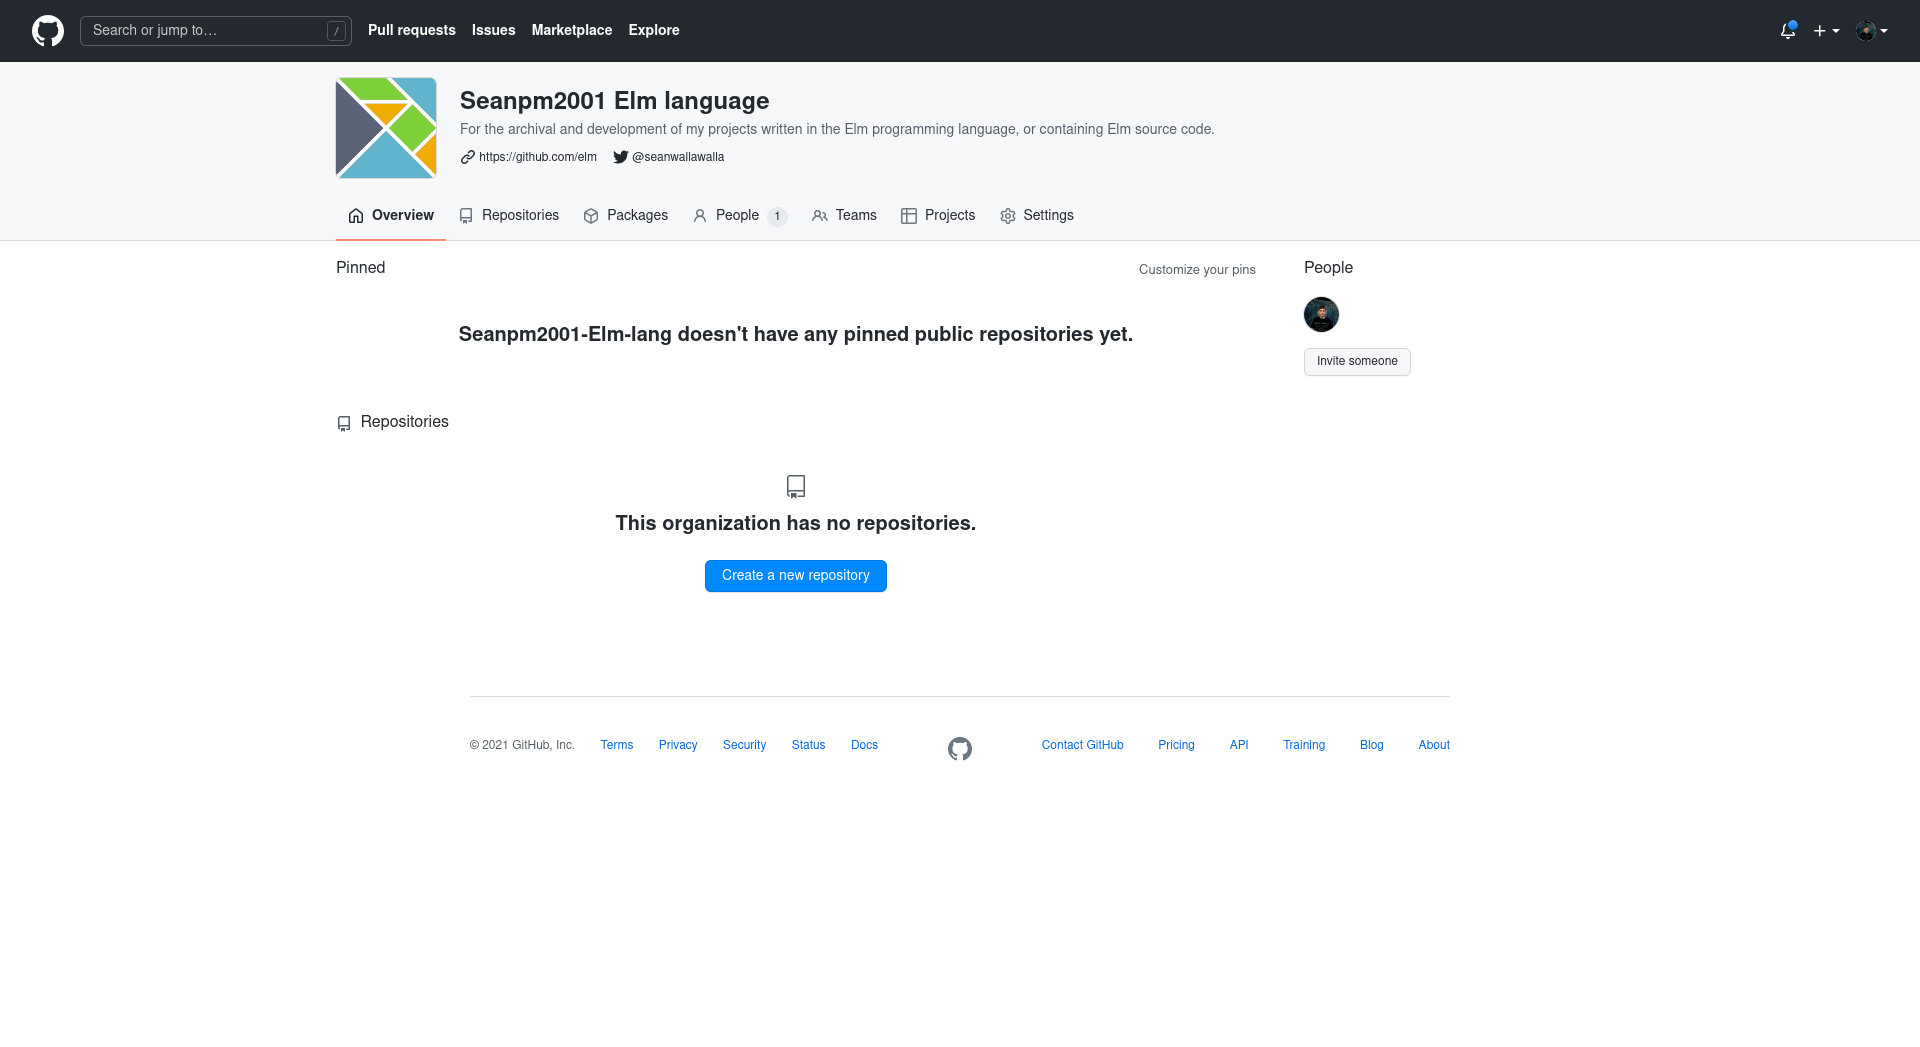 Search or jump to… /
Pull requests Issues Marketplace Explore
Seanpm2001 Elm language
For the archival and development of my projects written in the Elm programming language, or containing Elm source code.
https://github.com/elm @seanwallawalla
Overview Repositories Packages People 1 Teams Projects Settings
Pinned Customize your pins
Seanpm2001-Elm-lang doesn't have any pinned public repositories yet.
People
Invite someone
Repositories
This organization has no repositories.
Create a new repository
© 2021 GitHub, Inc. Terms Privacy Security Status Docs Contact GitHub Pricing API Training Blog About